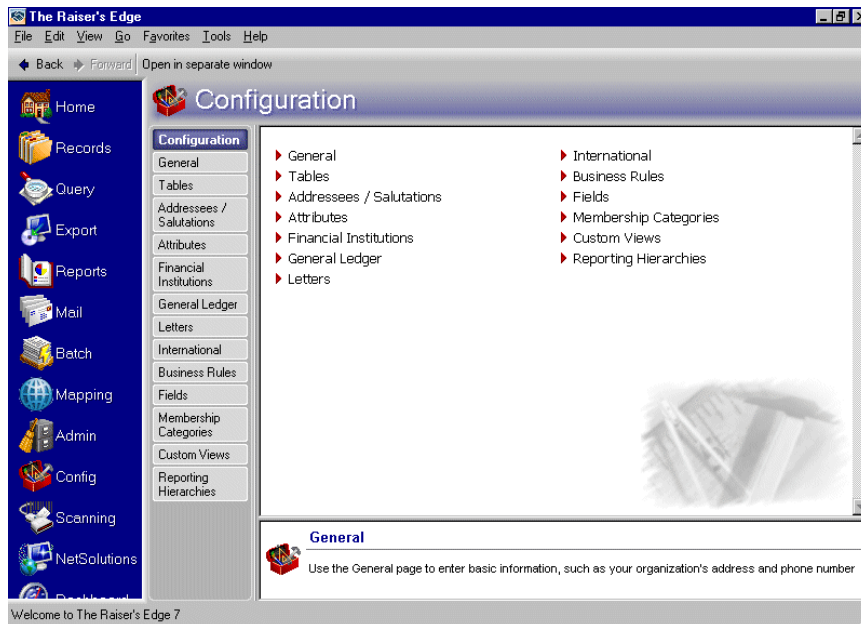 The Raiser's Edge
File Edit View Go Favorites Tools Help
Back Forward Open in separate window
Home
Records
Query
Export
Reports
Mail
Batch
Mapping
Admin
Config
Scanning
NetSolutions
Configuration
Configuration
General
Tables
Addressees /
Salutations
Attributes
Financial
Institutions
General Ledger
Letters
International
Business Rules
Fields
Membership
Categories
Custom Views
Reporting
Hierarchies
General
Tables
Addressees / Salutations
Attributes
Financial Institutions
General Ledger
Letters
International
Business Rules
Fields
Membership Categories
Custom Views
Reporting Hierarchies
General
Use the General page to enter basic information, such as your organization's address and phone number
Welcome to The Raiser's Edge 7